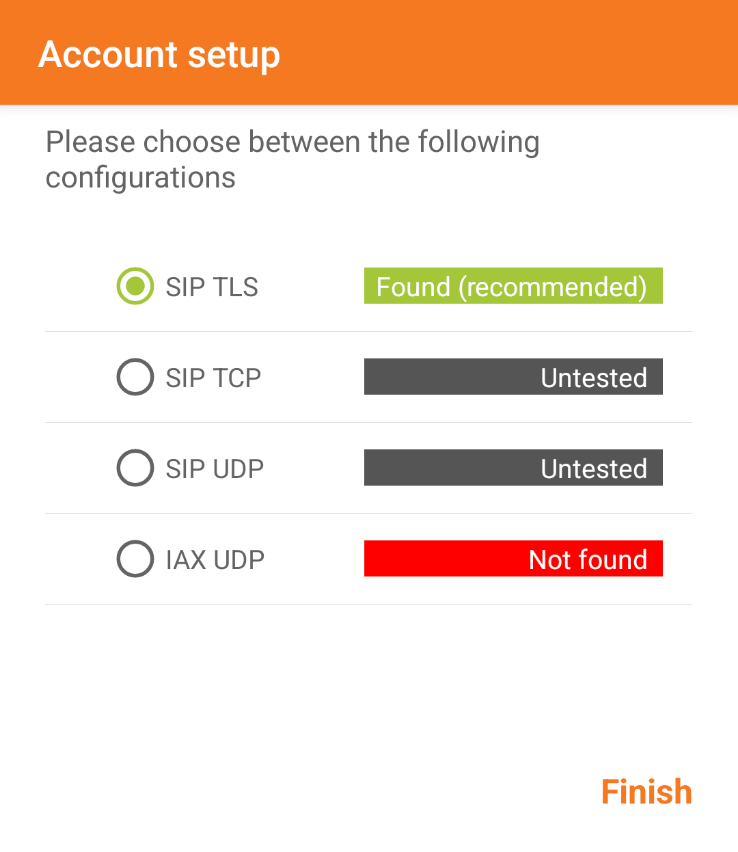 Account setup
Please choose between the following
configurations
SIP TLS Found (recommended)
SIP TCP Untested
SIP UDP Untested
IAX UDP Not found
Finish